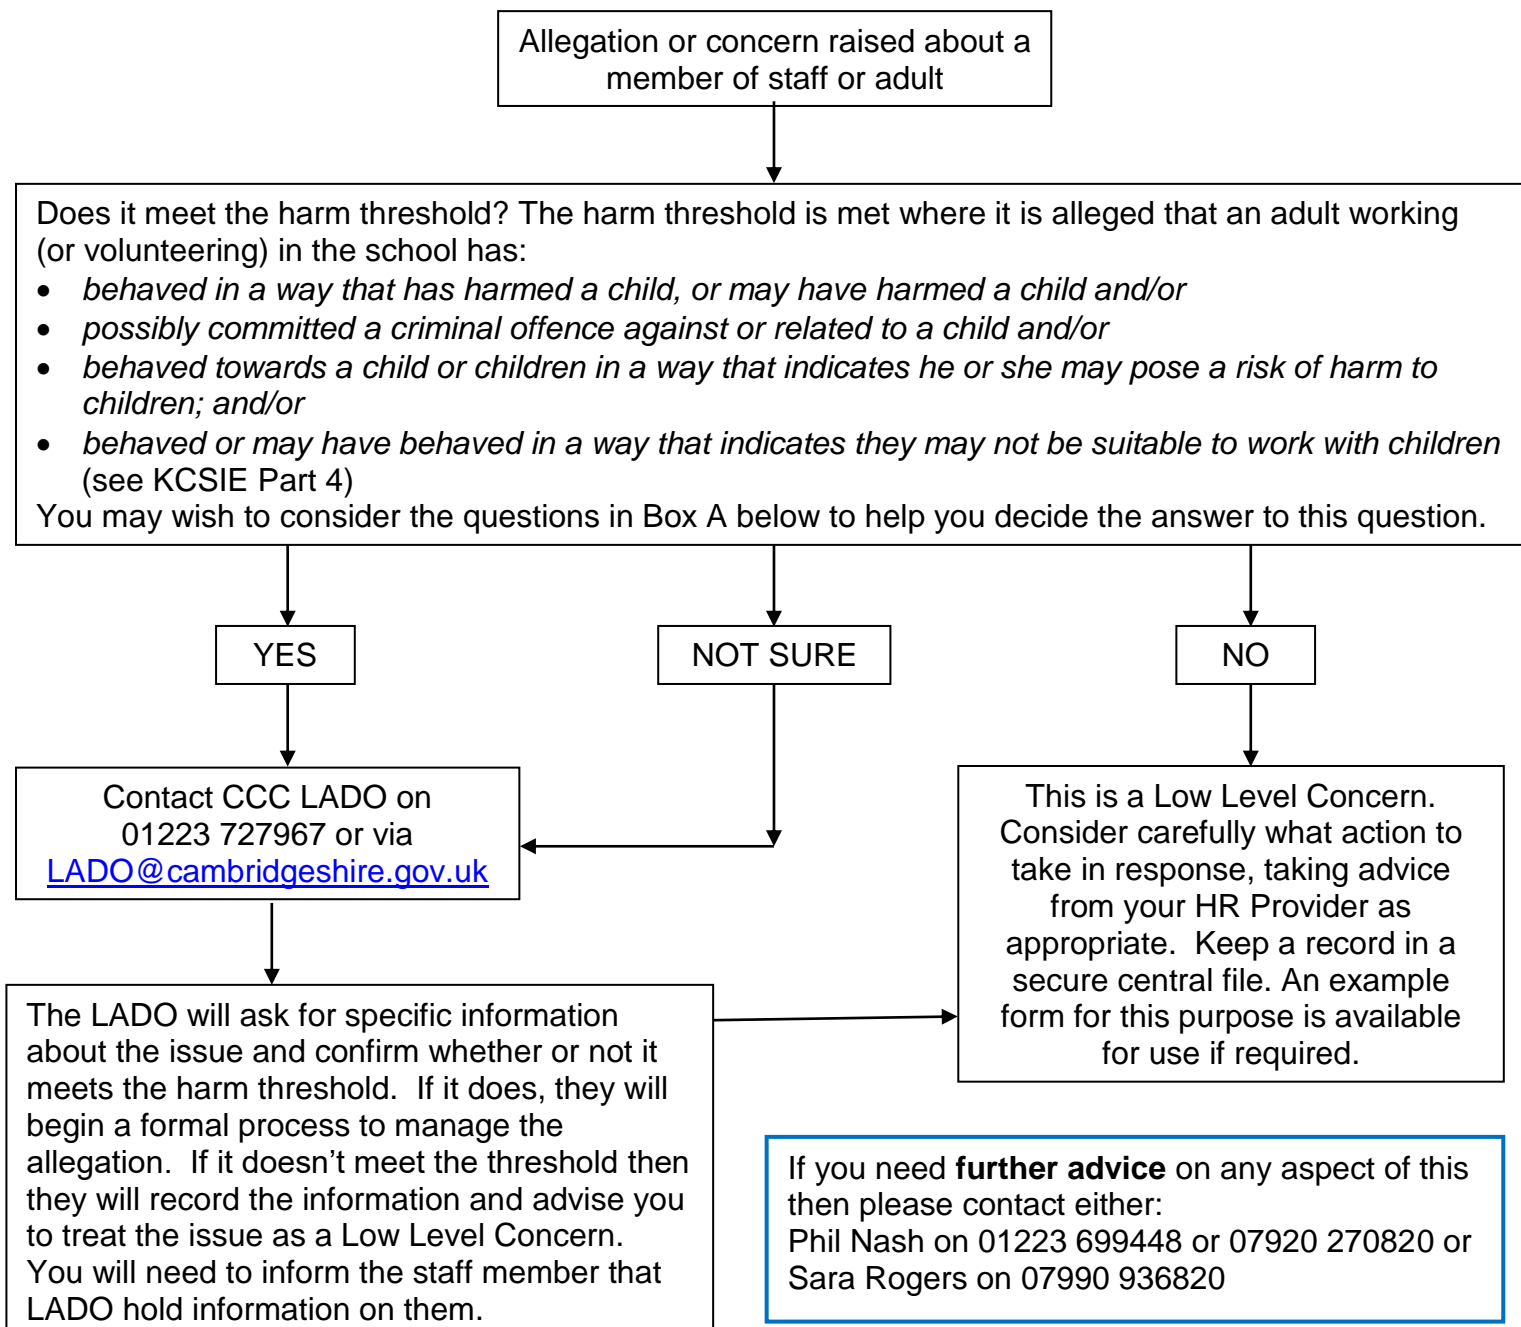 Allegation or concern raised about a
member of staff or adult
Does it meet the harm threshold? The harm threshold is met where it is alleged that an adult working
(or volunteering) in the school has:
• behaved in a way that has harmed a child, or may have harmed a child and/or
• possibly committed a criminal offence against or related to a child and/or
• behaved towards a child or children in a way that indicates he or she may pose a risk of harm to
children; and/or
• behaved or may have behaved in a way that indicates they may not be suitable to work with children
(see KCSIE Part 4)
You may wish to consider the questions in Box A below to help you decide the answer to this question.
YES
NOT SURE
NO
Contact CCC LADO on
01223 727967 or via
LADO@cambridgeshire.gov.uk
This is a Low Level Concern.
Consider carefully what action to
take in response, taking advice
from your HR Provider as
appropriate.  Keep a record in a
secure central file. An example
form for this purpose is available
for use if required.
The LADO will ask for specific information
about the issue and confirm whether or not it
meets the harm threshold.  If it does, they will
begin a formal process to manage the
allegation.  If it doesn’t meet the threshold then
they will record the information and advise you
to treat the issue as a Low Level Concern.
You will need to inform the staff member that
LADO hold information on them.
If you need further advice on any aspect of this
then please contact either:
Phil Nash on 01223 699448 or 07920 270820 or
Sara Rogers on 07990 936820